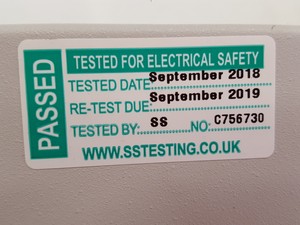 PASSED
TESTED FOR ELECTRICAL SAFETY
TESTED DATE: September 2018
RE-TEST DUE: September 2019
TESTED BY: SS NO: C756730
WWW.SSTESTING.CO.UK